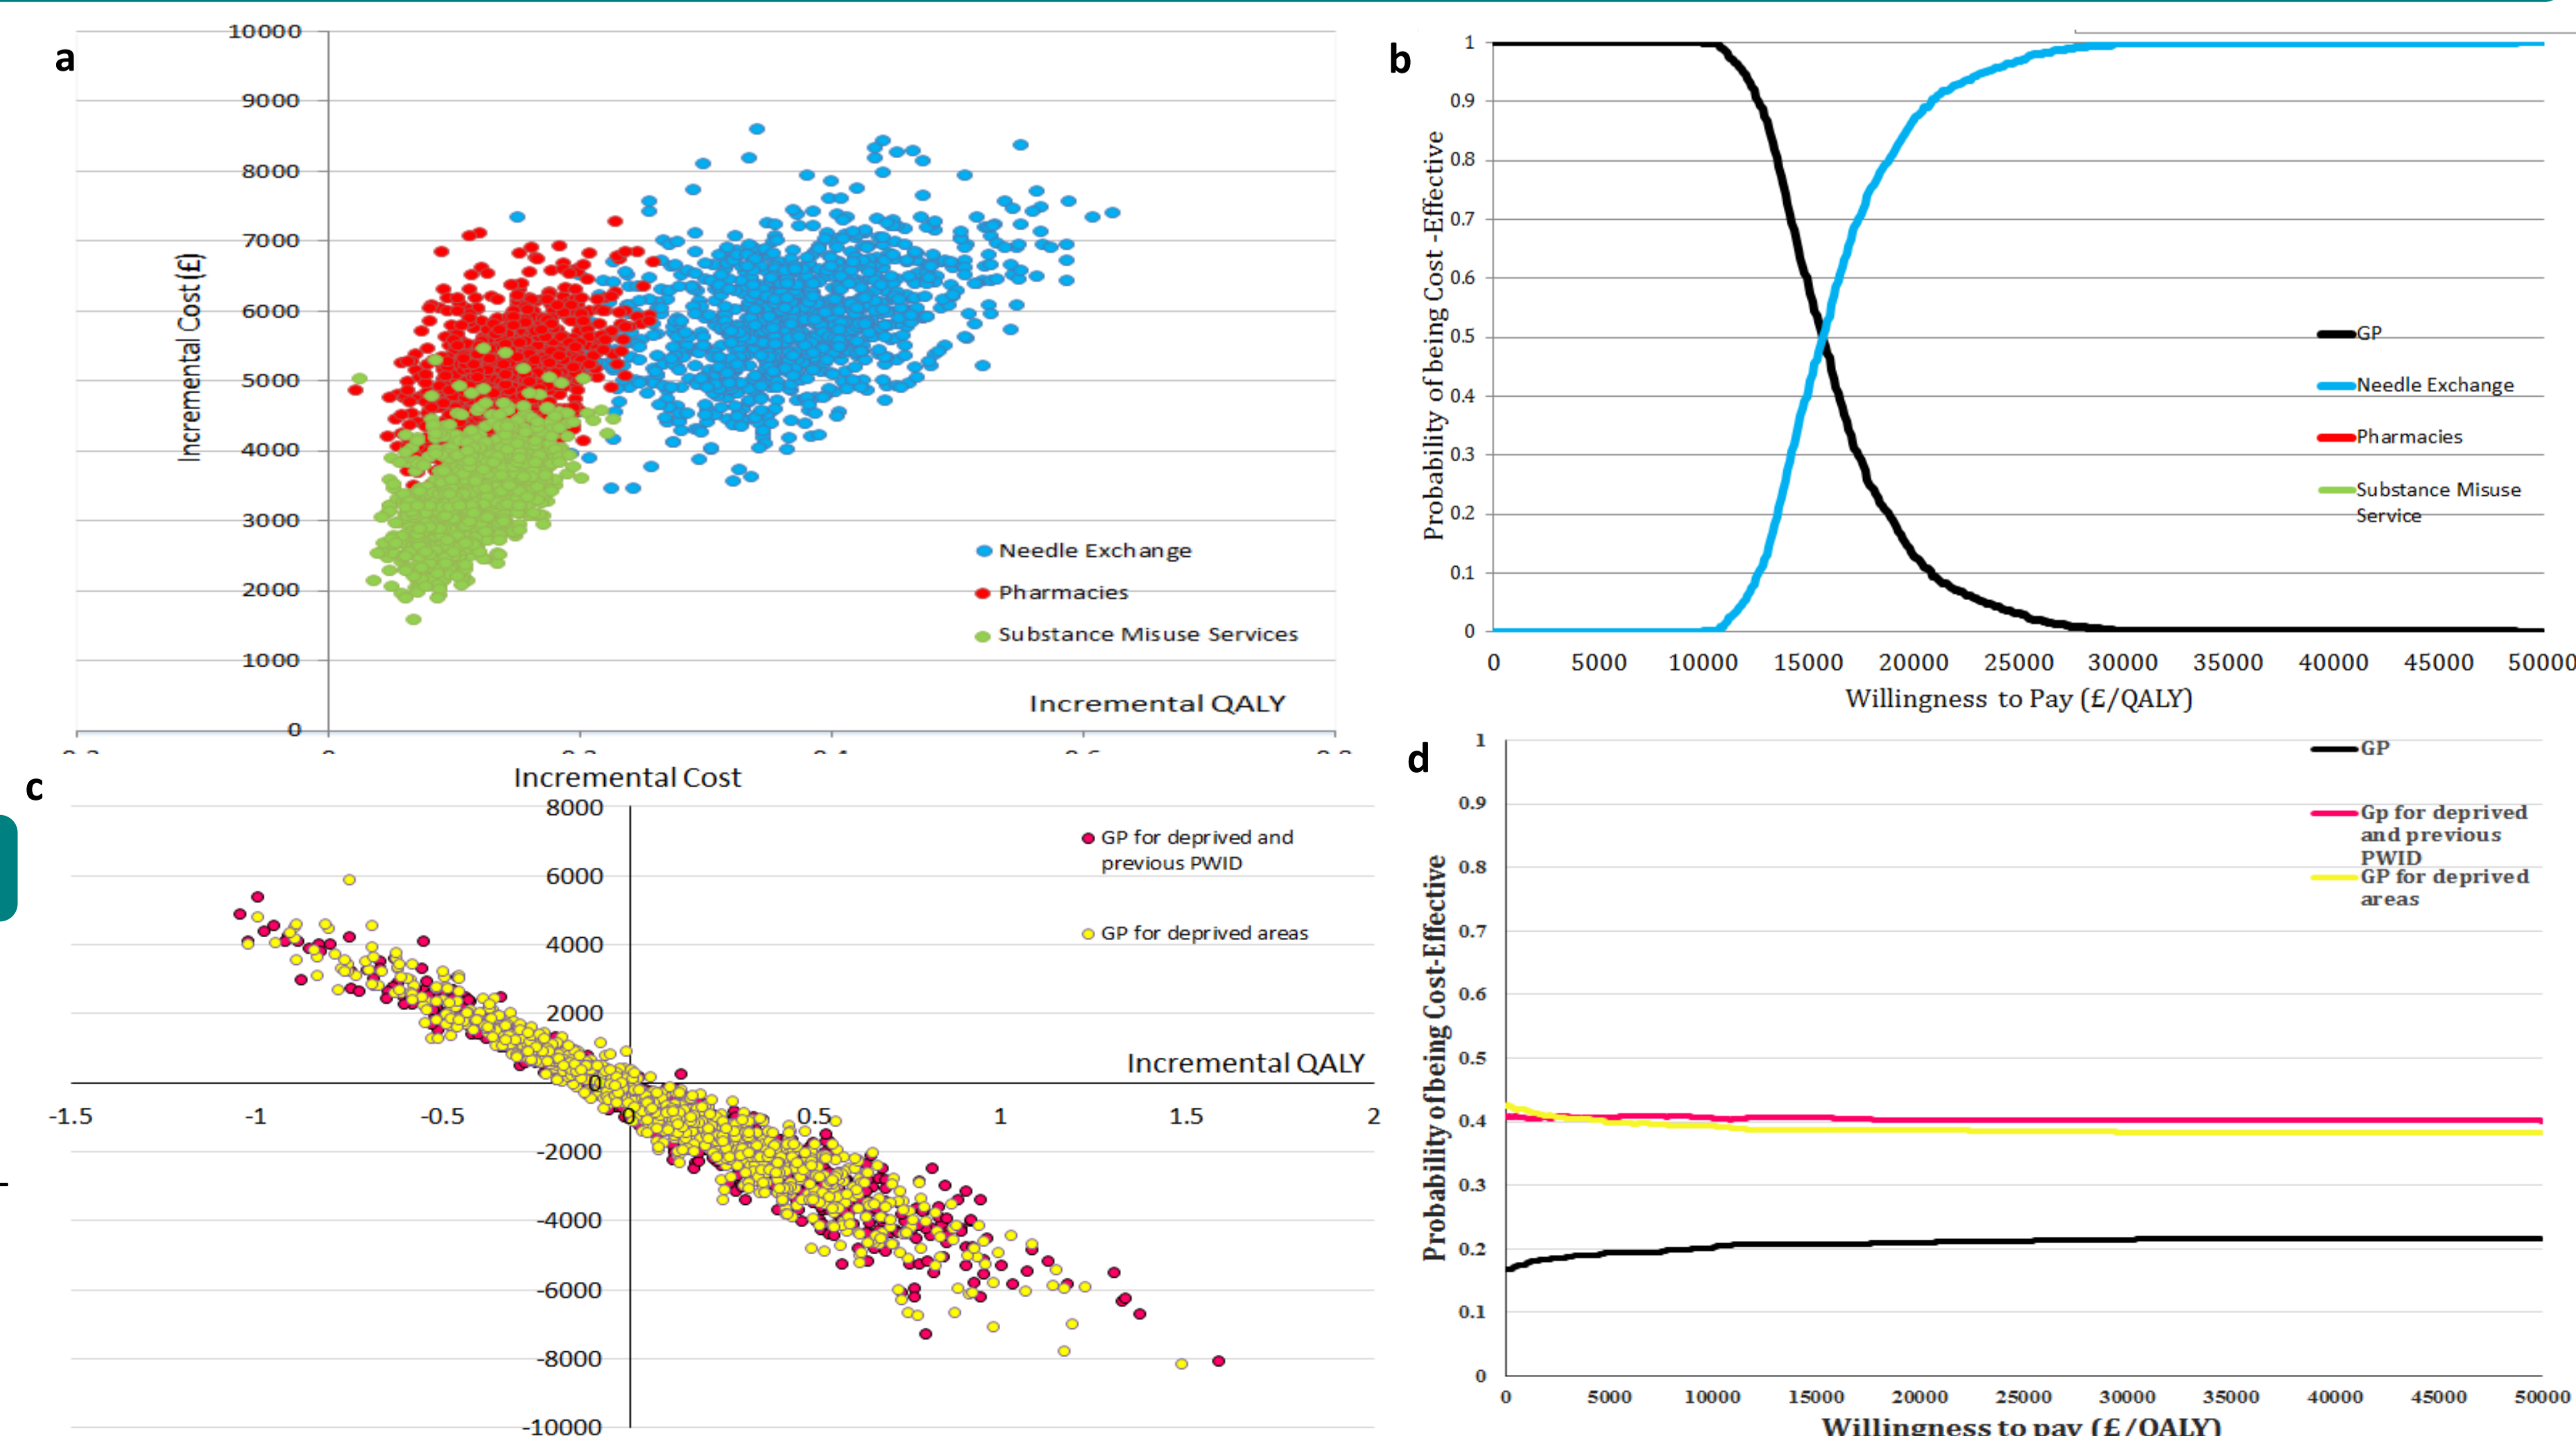 a
10000
9000
8000
7000
6000
5000
4000
3000
2000
1000
0
Incremental Cost (£)
Needle Exchange
Pharmacies
Substance Misuse Services
Incremental QALY
b
1
0.9
0.8
0.7
0.6
0.5
0.4
0.3
0.2
0.1
0
Probability of being Cost -Effective
GP
Needle Exchange
Pharmacies
Substance Misuse
Service
0 5000 10000 15000 20000 25000 30000 35000 40000 45000 50000
Willingness to Pay (£/QALY)
c
Incremental Cost
8000
6000
4000
2000
0
-2000
-4000
-6000
-8000
-10000
GP for deprived and
previous PWID
GP for deprived areas
Incremental QALY
-1.5 -1 -0.5 0 0.5 1 1.5 2
d
1
0.9
0.8
0.7
0.6
0.5
0.4
0.3
0.2
0.1
0
Probability of being Cost-Effective
GP
Gp for deprived
and previous
PWID
GP for deprived
areas
0 5000 10000 15000 20000 25000 30000 35000 40000 45000 50000
Willingness to pay (£/QALY)